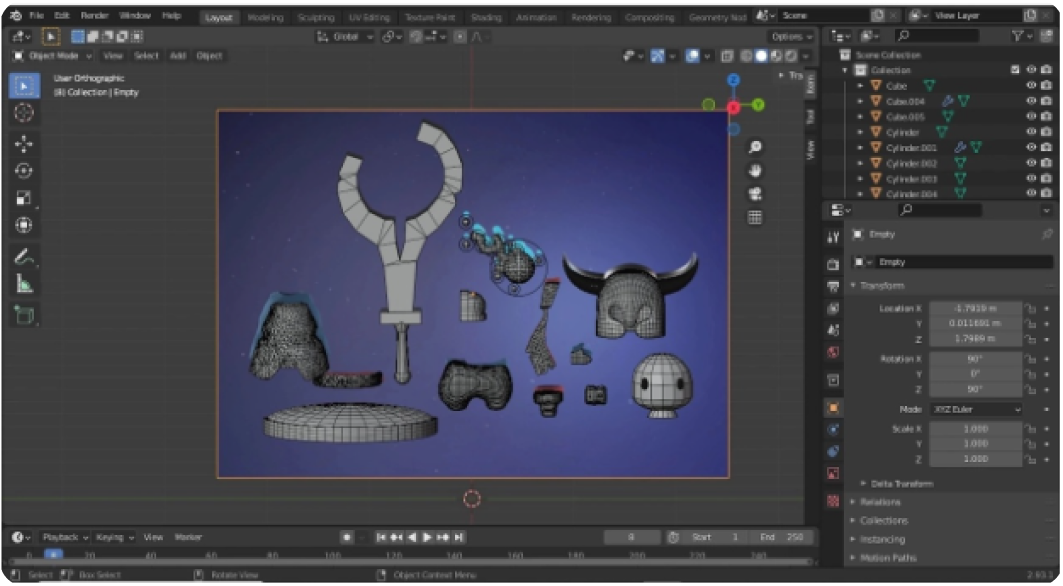 File Edit Render Window Help Layout Modeling Sculpting UV Editing Texture Paint Shading Animation Rendering Compositing Geometry Nod Scene View Layer
Global Options
Object Mode View Select Add Object
User Orthographic
(8) Collection | Empty
Item
Tool
View
Scene Collection
Collection
Cube
Cube.004
Cube.005
Cylinder
Cylinder.001
Cylinder.002
Cylinder.003
Cylinder.004
Empty
Empty
Transform
Location X -1.7919 m
Y 0.011691 m
Z 1.7989 m
Rotation X 90°
Y 0°
Z 90°
Mode XYZ Euler
Scale X 1.000
Y 1.000
Z 1.000
Delta Transform
Relations
Collections
Instancing
Motion Paths
Playback Keying View Marker 8 Start 1 End 250
0 8 20 40 60 80 100 120 140 160 180 200 220 240
Select Box Select Rotate View Object Context Menu 2.93.1